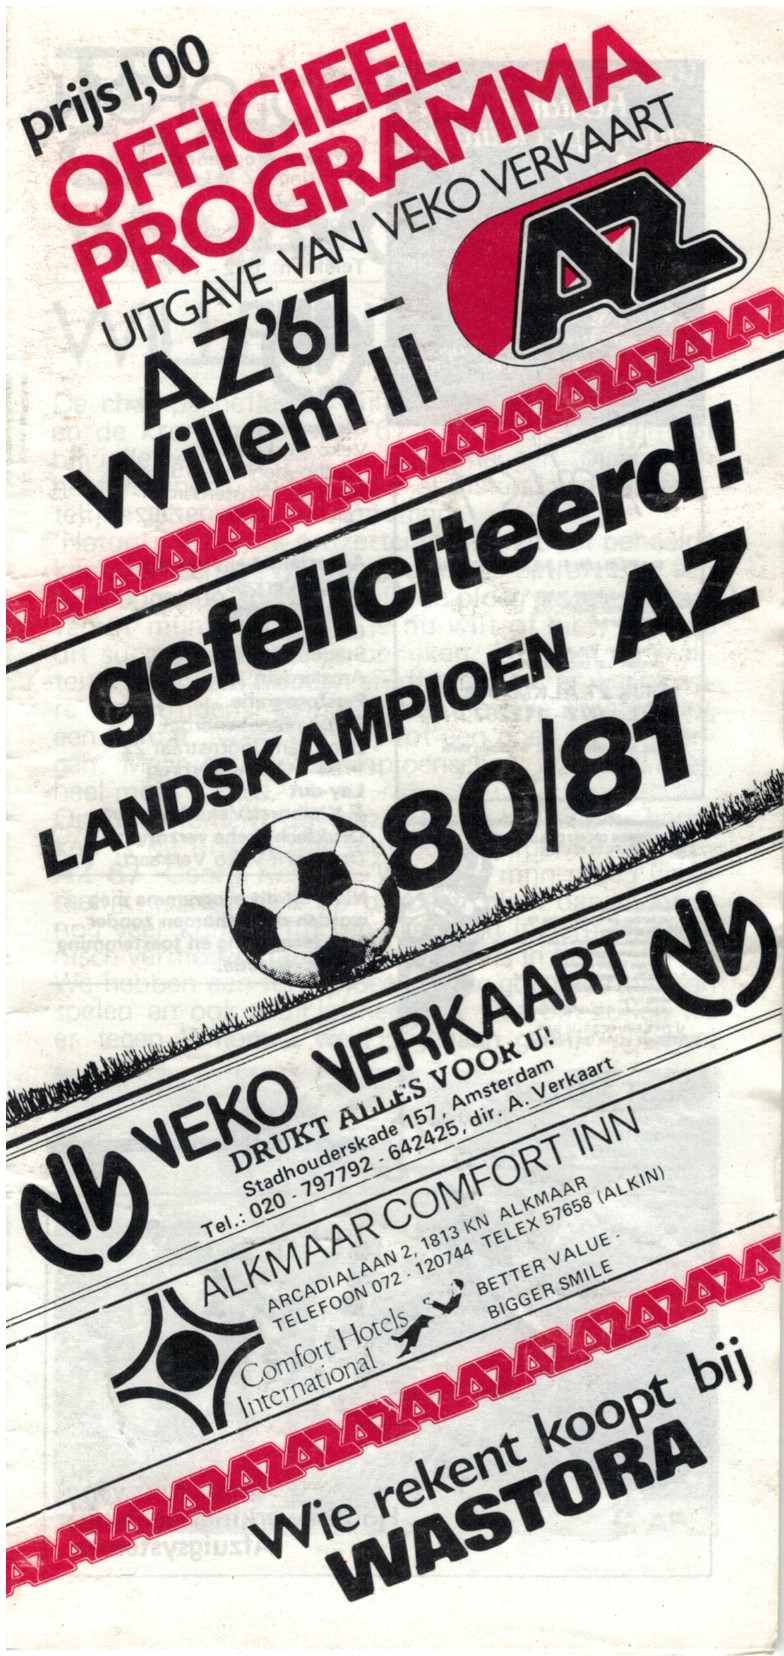 prijs 1,00
OFFICIEEL
PROGRAMMA
UITGAVE VAN VEKO VERKAART
AZ
AZ'67 –
Willem II
gefeliciteerd!
LANDSKAMPIOEN AZ
80/81
VEKO VERKAART
DRUKT ALLES VOOR U!
Stadhouderskade 157, Amsterdam
Tel.: 020 - 797792 - 642425, dir. A. Verkaart
ALKMAAR COMFORT INN
ARCADIALAAN 2, 1813 KN ALKMAAR
TELEFOON 072 - 120744 TELEX 57658 (ALKIN)
Comfort Hotels
International
BETTER VALUE -
BIGGER SMILE
Wie rekent koopt bij
WASTORA